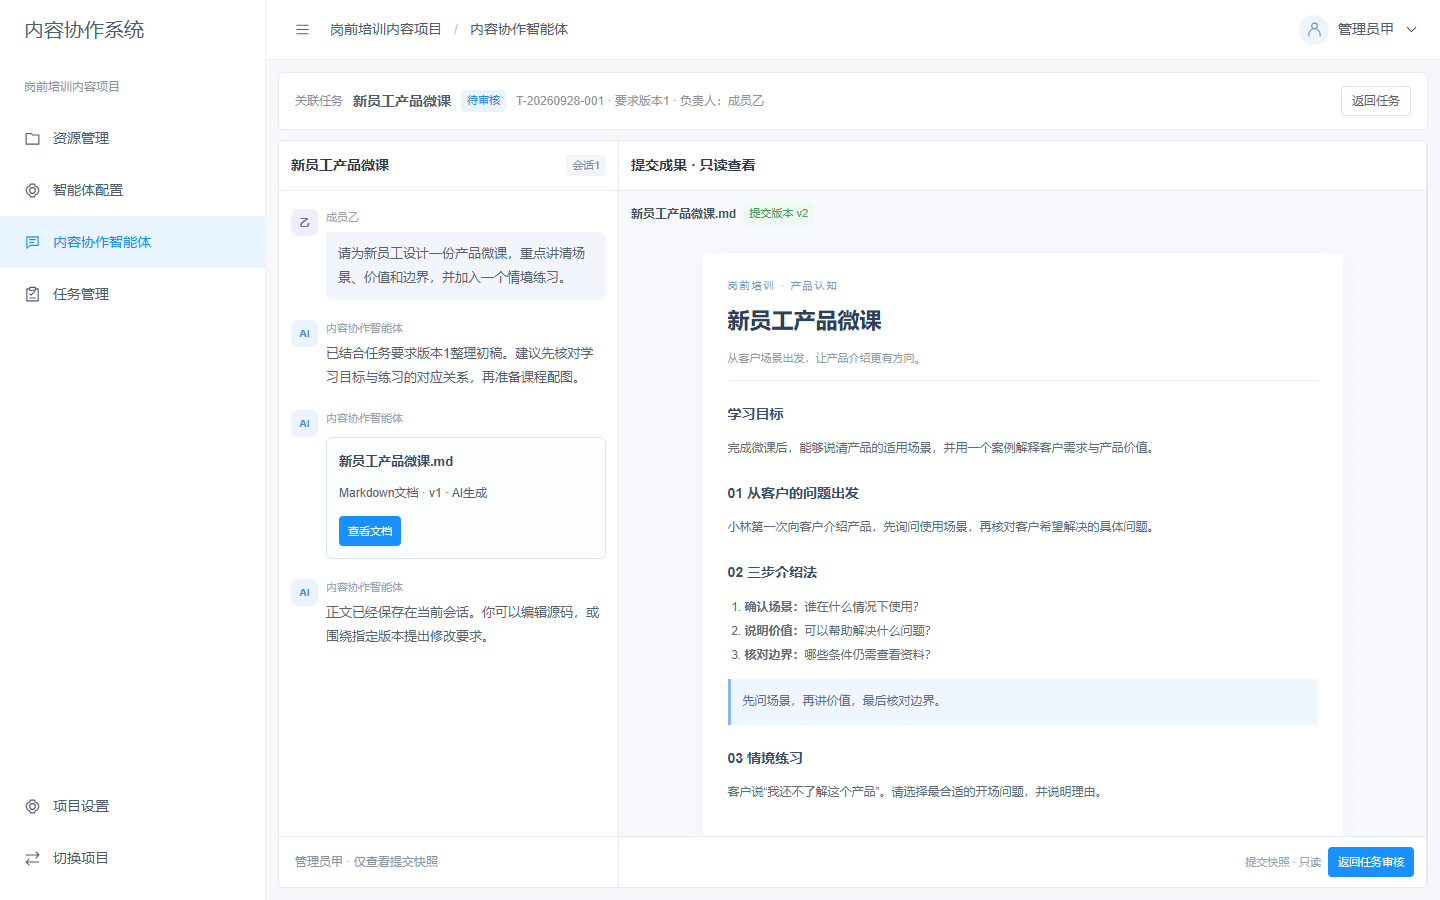 内容协作系统
岗前培训内容项目
资源管理
智能体配置
内容协作智能体
任务管理
项目设置
切换项目
岗前培训内容项目 / 内容协作智能体
管理员甲
关联任务 新员工产品微课 待审核 T-20260928-001 · 要求版本1 · 负责人：成员乙
返回任务
新员工产品微课
会话1
乙
成员乙
请为新员工设计一份产品微课，重点讲清场
景、价值和边界，并加入一个情境练习。
AI
内容协作智能体
已结合任务要求版本1整理初稿。建议先核对学
习目标与练习的对应关系，再准备课程配图。
AI
内容协作智能体
新员工产品微课.md
Markdown文档 · v1 · AI生成
查看文档
AI
内容协作智能体
正文已经保存在当前会话。你可以编辑源码，或
围绕指定版本提出修改要求。
管理员甲 · 仅查看提交快照
提交成果 · 只读查看
新员工产品微课.md 提交版本 v2
岗前培训 · 产品认知
新员工产品微课
从客户场景出发，让产品介绍更有方向。
学习目标
完成微课后，能够说清产品的适用场景，并用一个案例解释客户需求与产品价值。
01 从客户的问题出发
小林第一次向客户介绍产品，先询问使用场景，再核对客户希望解决的具体问题。
02 三步介绍法
1. 确认场景：谁在什么情况下使用？
2. 说明价值：可以帮助解决什么问题？
3. 核对边界：哪些条件仍需查看资料？
先问场景，再讲价值，最后核对边界。
03 情境练习
客户说“我还不了解这个产品”。请选择最合适的开场问题，并说明理由。
提交快照 · 只读
返回任务审核